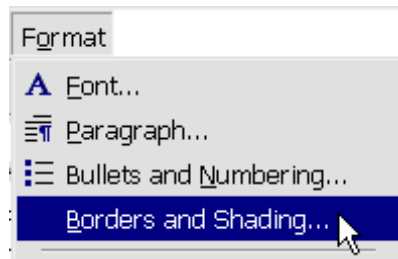 Format
Font...
Paragraph...
Bullets and Numbering...
Borders and Shading...